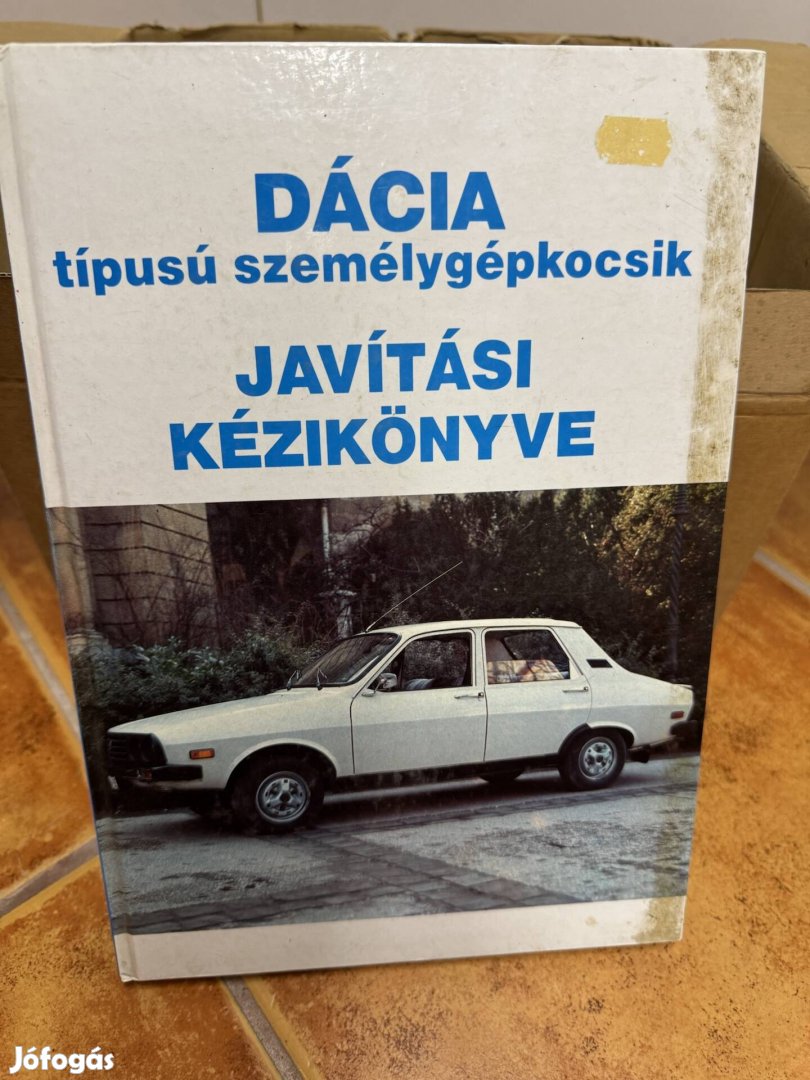 DÁCIA
típusú személygépkocsik
JAVÍTÁSI
KÉZIKÖNYVE
Jófogás